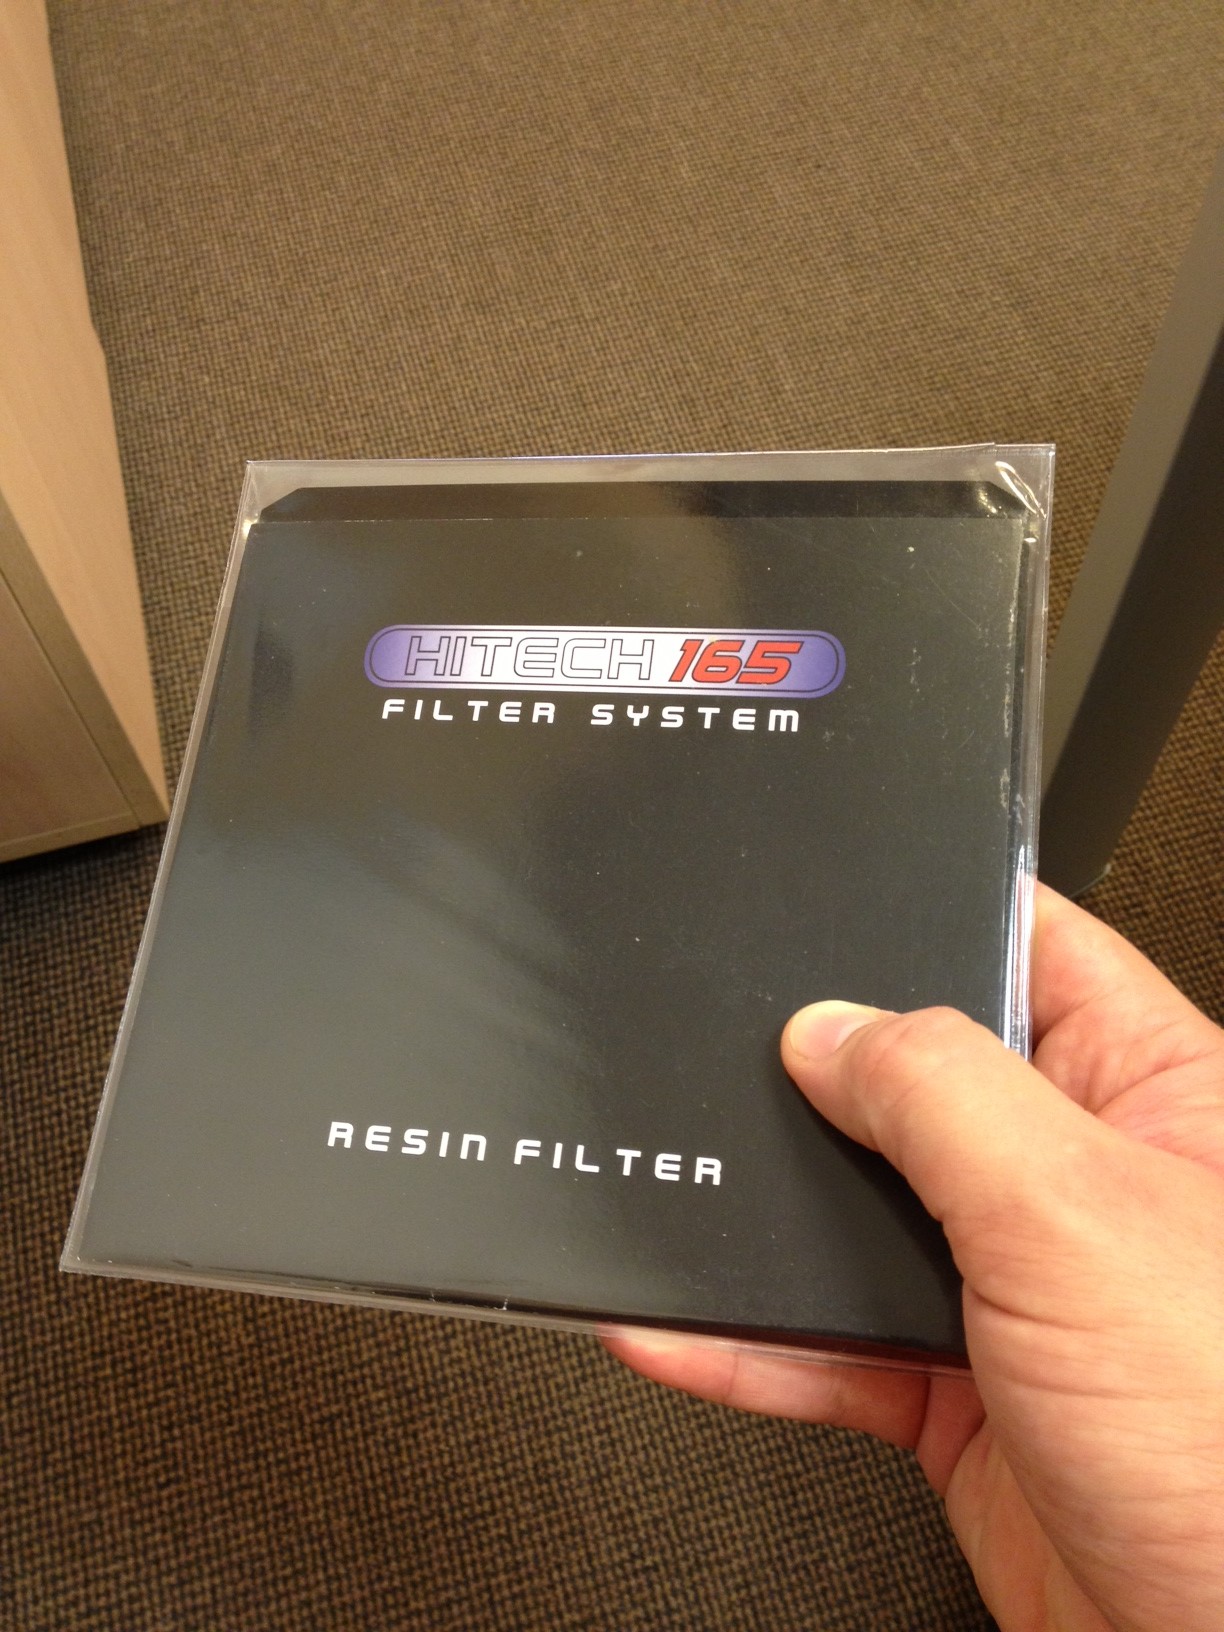 HITECH 165
FILTER SYSTEM
RESIN FILTER